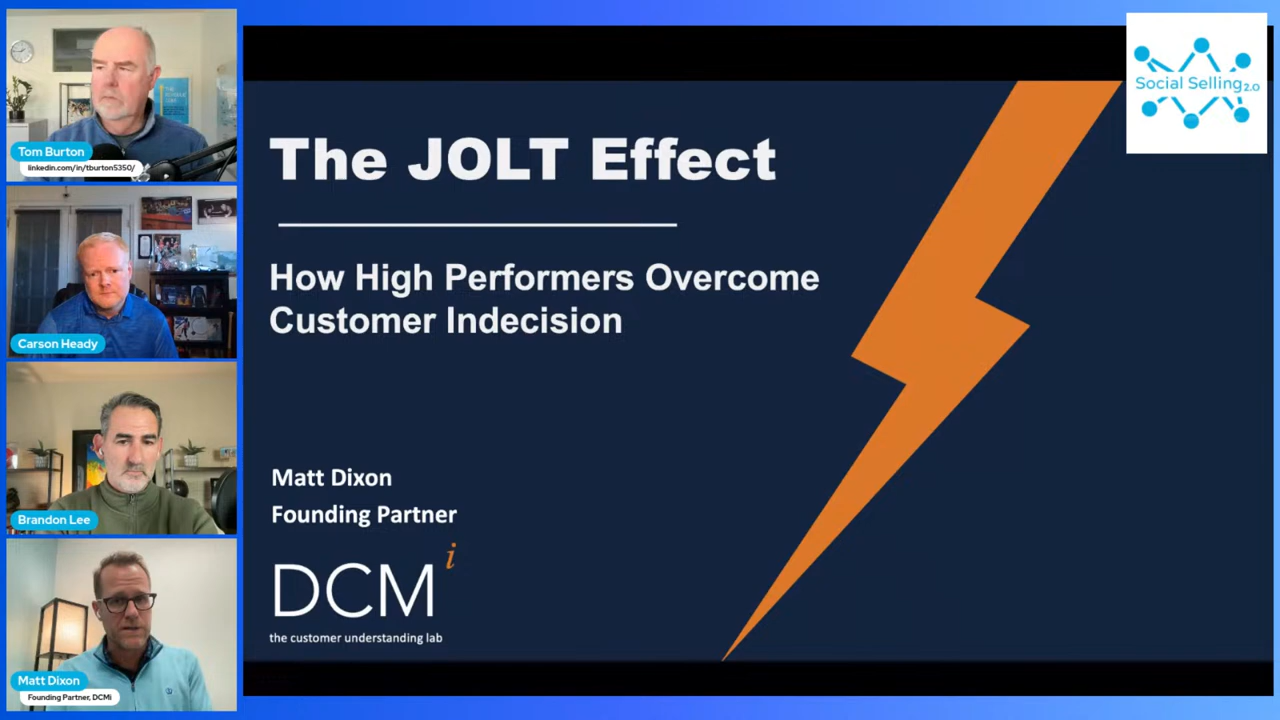 Tom Burton
linkedin.com/in/tburton5350/
Carson Heady
Brandon Lee
Matt Dixon
Founding Partner, DCMi
The JOLT Effect
How High Performers Overcome
Customer Indecision
Matt Dixon
Founding Partner
DCMi
the customer understanding lab
Social Selling 2.0